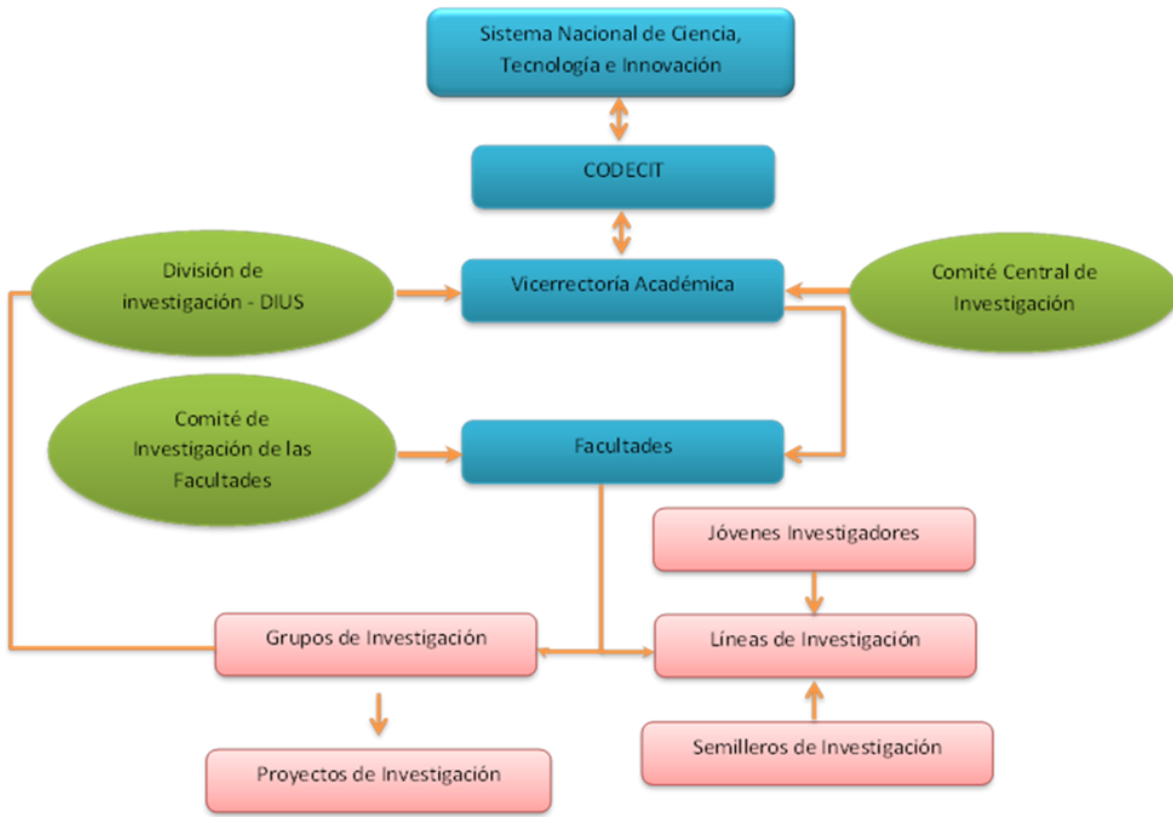 Sistema Nacional de Ciencia,
Tecnología e Innovación
CODECIT
División de
investigación - DIUS
Vicerrectoría Académica
Comité Central de
Investigación
Comité de
Investigación de las
Facultades
Facultades
Jóvenes Investigadores
Grupos de Investigación
Líneas de Investigación
Semilleros de Investigación
Proyectos de Investigación